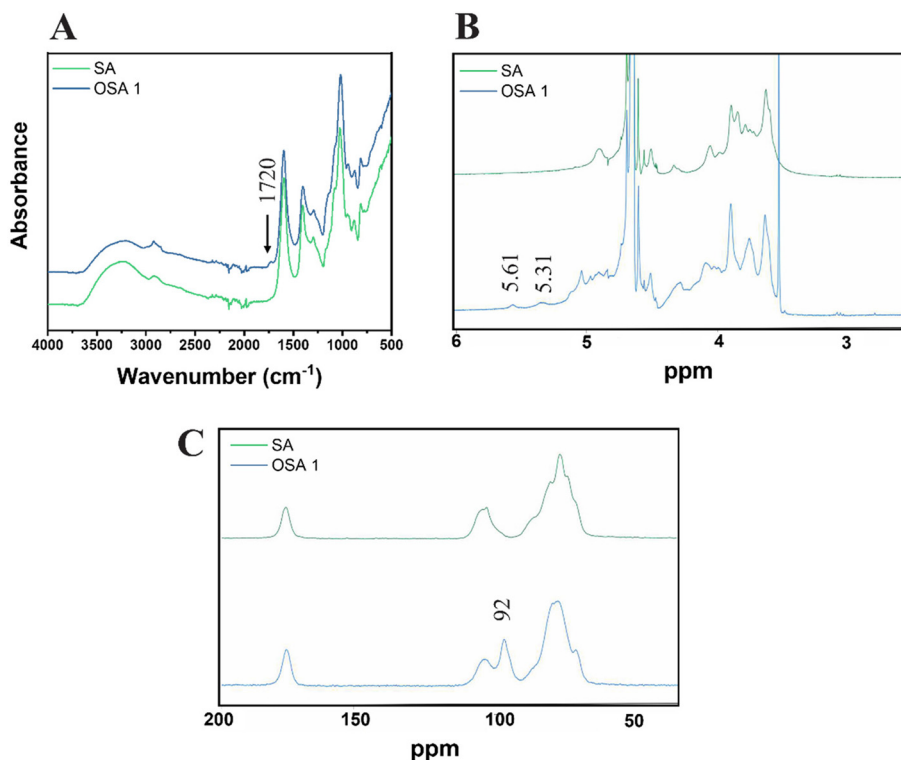 A
SA
OSA 1
1720
Absorbance
4000 3500 3000 2500 2000 1500 1000 500
Wavenumber (cm-1)
B
SA
OSA 1
5.61
5.31
6 5 4 3
ppm
C
SA
OSA 1
92
200 150 100 50
ppm